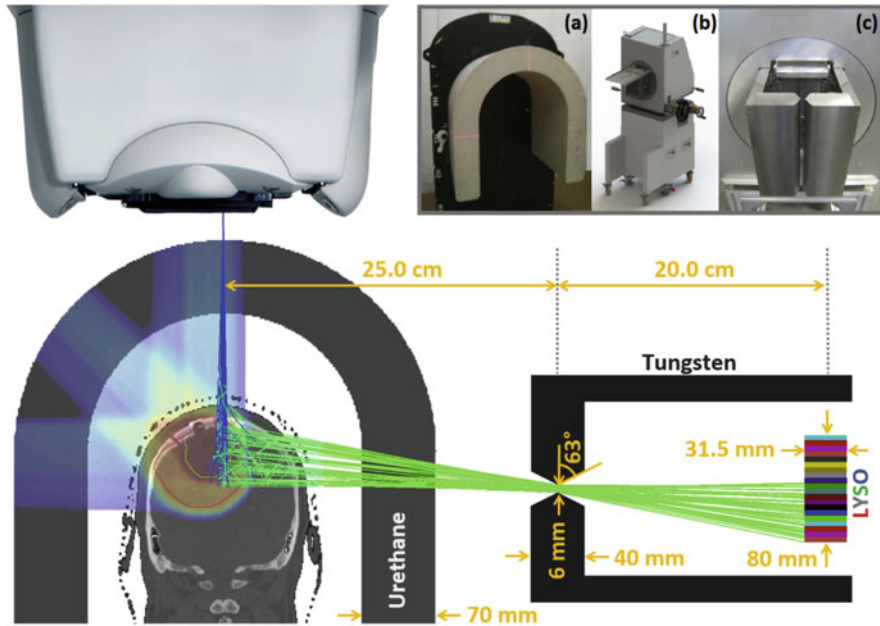 (a)
(b)
(c)
25.0 cm
20.0 cm
Tungsten
63°
31.5 mm
LYSO
6 mm
40 mm
80 mm
Urethane
70 mm